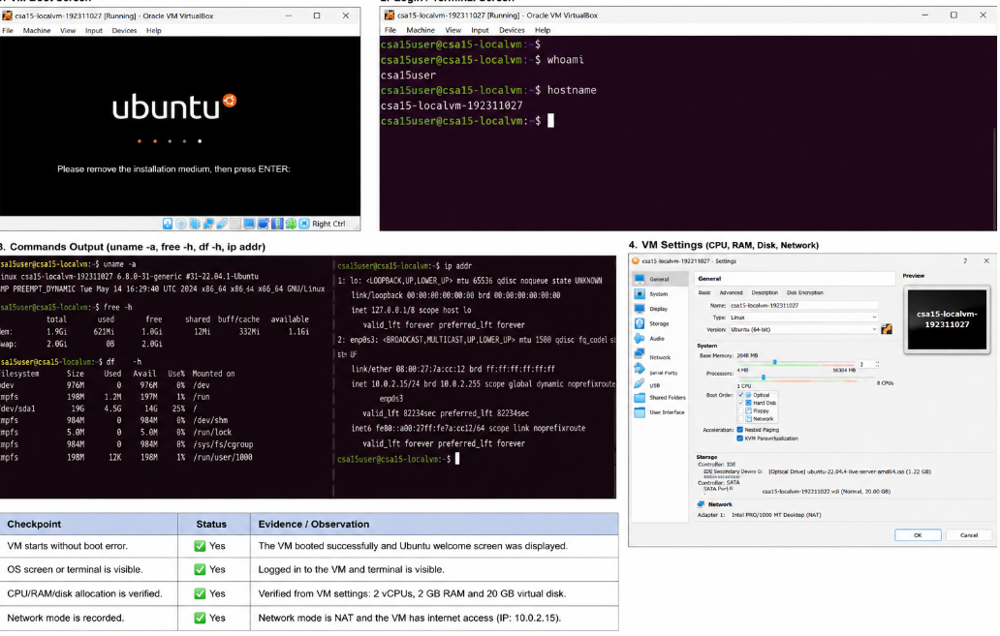 csa15-localvm-192311027 [Running] - Oracle VM VirtualBox
File Machine View Input Devices Help
ubuntu
Please remove the installation medium, then press ENTER:
Right Ctrl
csa15-localvm-192311027 [Running] - Oracle VM VirtualBox
File Machine View Input Devices Help
csa15user@csa15-localvm:~$
csa15user@csa15-localvm:~$ whoami
csa15user
csa15user@csa15-localvm:~$ hostname
csa15-localvm-192311027
csa15user@csa15-localvm:~$
3. Commands Output (uname -a, free -h, df -h, ip addr)
csa15user@csa15-localvm:~$ uname -a
Linux csa15-localvm-192311027 6.8.0-31-generic #31~22.04.1-Ubuntu
SMP PREEMPT_DYNAMIC Tue May 14 16:29:40 UTC 2024 x86_64 x86_64 x86_64 GNU/Linux
csa15user@csa15-localvm:~$ free -h
total used free shared buff/cache available
Mem: 1.9Gi 621Mi 1.0Gi 12Mi 332Mi 1.1Gi
Swap: 2.0Gi 0B 2.0Gi
csa15user@csa15-localvm:~$ df -h
Filesystem Size Used Avail Use% Mounted on
udev 976M 0 976M 0% /dev
tmpfs 198M 1.2M 197M 1% /run
/dev/sda1 19G 4.5G 14G 25% /
tmpfs 984M 0 984M 0% /dev/shm
tmpfs 5.0M 0 5.0M 0% /run/lock
tmpfs 984M 0 984M 0% /sys/fs/cgroup
tmpfs 198M 12K 198M 1% /run/user/1000
csa15user@csa15-localvm:~$ ip addr
1: lo: <LOOPBACK,UP,LOWER_UP> mtu 65536 qdisc noqueue state UNKNOWN
link/loopback 00:00:00:00:00:00 brd 00:00:00:00:00:00
inet 127.0.0.1/8 scope host lo
valid_lft forever preferred_lft forever
2: enp0s3: <BROADCAST,MULTICAST,UP,LOWER_UP> mtu 1500 qdisc fq_codel
UP
link/ether 08:00:27:7a:cc:12 brd ff:ff:ff:ff:ff:ff
inet 10.0.2.15/24 brd 10.0.2.255 scope global dynamic noprefixroute
enp0s3
valid_lft 82234sec preferred_lft forever
inet6 fe80::a00:27ff:fe7a:cc12/64 scope link noprefixroute
valid_lft forever preferred_lft forever
csa15user@csa15-localvm:~$
4. VM Settings (CPU, RAM, Disk, Network)
csa15-localvm-192211027 - Settings
General
System
Display
Storage
Audio
Network
Serial Ports
USB
Shared Folders
User Interface
General
Basic Advanced Description Disk Encryption
Name: csa15-localvm-192311027
Type: Linux
Version: Ubuntu (64-bit)
System
Base Memory: 2048 MB
4 MB 16384 MB
2
Processors:
1 CPU 8 CPUs
Boot Order: Optical
Hard Disk
Floppy
Network
Acceleration: Nested Paging
KVM Paravirtualization
Storage
Controller: IDE
IDE Secondary Device 0: [Optical Drive] ubuntu-22.04.4-live-server-amd64.iso (1.22 GB)
Controller: SATA
SATA Port 0: csa15-localvm-192211027.vdi (Normal, 20.00 GB)
Network
Adapter 1: Intel PRO/1000 MT Desktop (NAT)
Preview
csa15-localvm-
192311027
OK Cancel
Checkpoint Status Evidence / Observation
VM starts without boot error. Yes The VM booted successfully and Ubuntu welcome screen was displayed.
OS screen or terminal is visible. Yes Logged in to the VM and terminal is visible.
CPU/RAM/disk allocation is verified. Yes Verified from VM settings: 2 vCPUs, 2 GB RAM and 20 GB virtual disk.
Network mode is recorded. Yes Network mode is NAT and the VM has internet access (IP: 10.0.2.15).